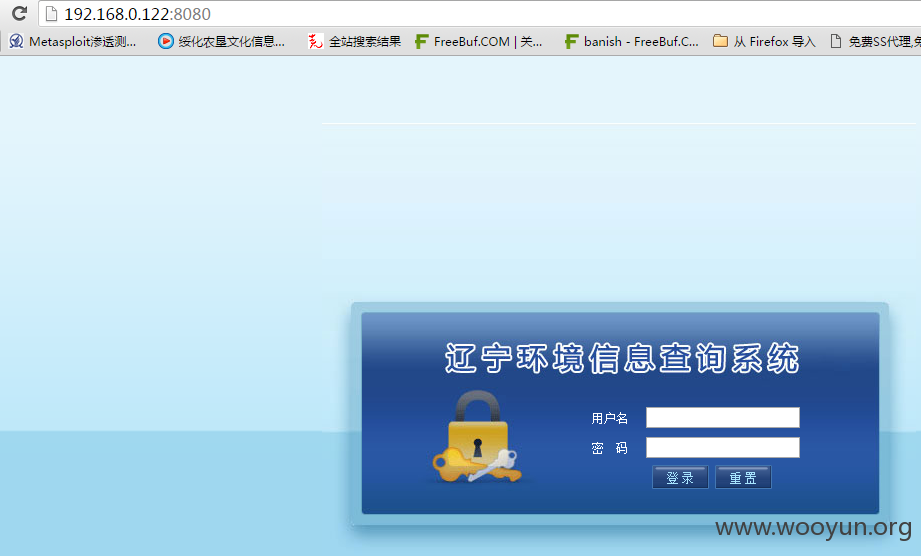 192.168.0.122:8080
Metasploit渗透测... 绥化农垦文化信息... 全站搜索结果 FreeBuf.COM | 关... banish - FreeBuf.C... 从 Firefox 导入 免费SS代理,免
辽宁环境信息查询系统
用户名
密 码
登录 重置
www.wooyun.org